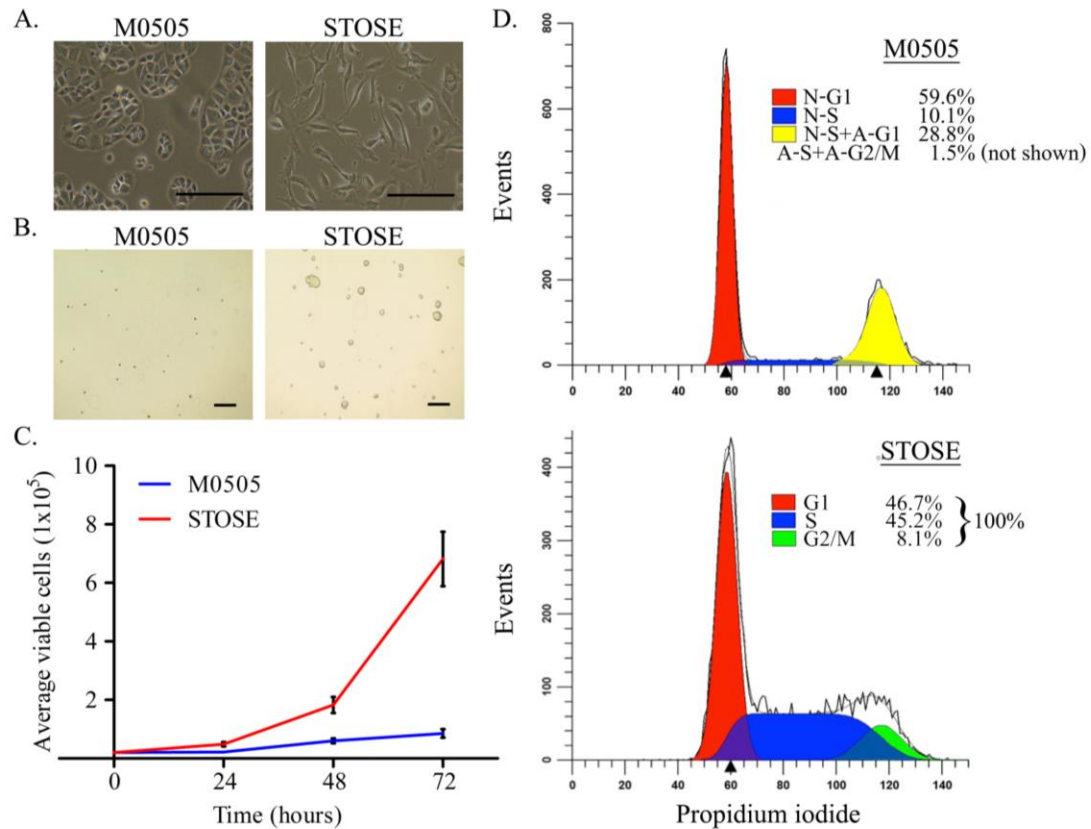 A.
M0505
STOSE
B.
M0505
STOSE
C.
10
8
6
4
2
M0505
STOSE
Average viable cells (1x10⁵)
0
24
48
72
Time (hours)
D.
800
600
400
200
0
Events
M0505
N-G1 59.6%
N-S 10.1%
N-S+A-G1 28.8%
A-S+A-G2/M 1.5% (not shown)
0 20 40 60 80 100 120 140
400
300
200
100
0
Events
STOSE
G1 46.7%
S 45.2% }100%
G2/M 8.1%
0 20 40 60 80 100 120 140
Propidium iodide